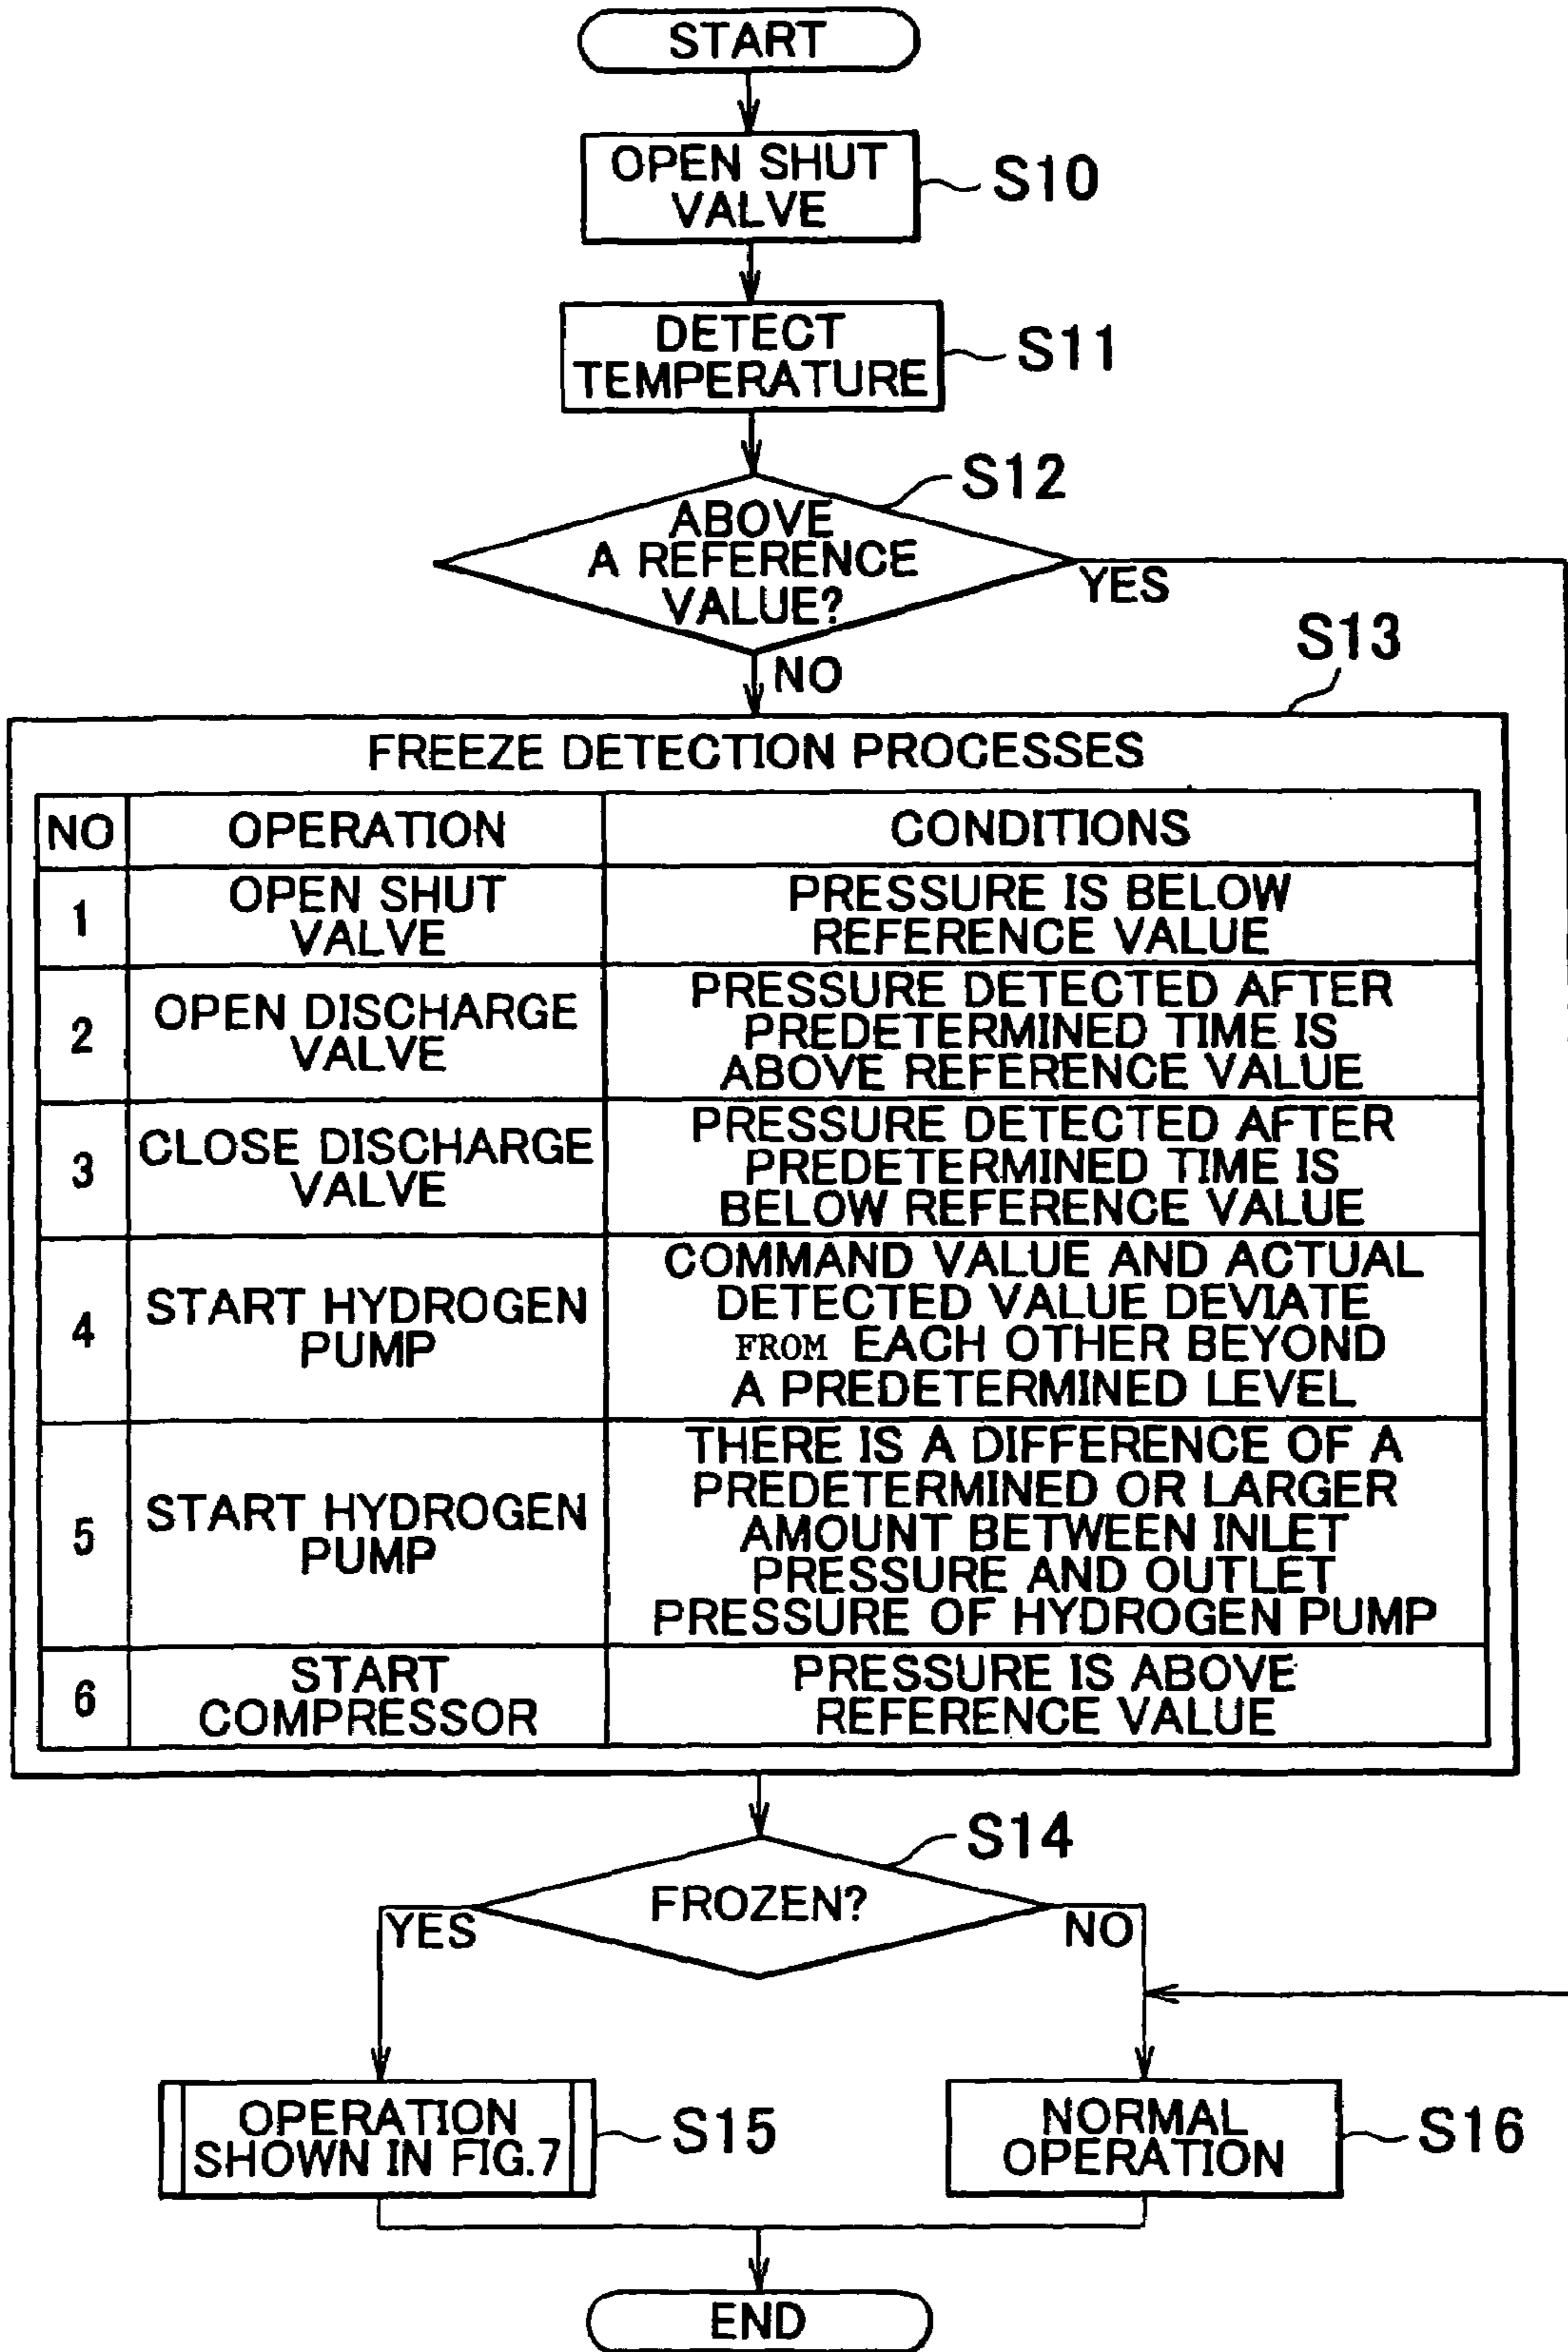 START
OPEN SHUT
VALVE
S10
DETECT
TEMPERATURE
S11
S12
ABOVE
A REFERENCE
VALUE?
YES
NO
S13
FREEZE DETECTION PROCESSES
NO OPERATION CONDITIONS
1 OPEN SHUT
VALVE
PRESSURE IS BELOW
REFERENCE VALUE
2 OPEN DISCHARGE
VALVE
PRESSURE DETECTED AFTER
PREDETERMINED TIME IS
ABOVE REFERENCE VALUE
3 CLOSE DISCHARGE
VALVE
PRESSURE DETECTED AFTER
PREDETERMINED TIME IS
BELOW REFERENCE VALUE
4 START HYDROGEN
PUMP
COMMAND VALUE AND ACTUAL
DETECTED VALUE DEVIATE
FROM EACH OTHER BEYOND
A PREDETERMINED LEVEL
5 START HYDROGEN
PUMP
THERE IS A DIFFERENCE OF A
PREDETERMINED OR LARGER
AMOUNT BETWEEN INLET
PRESSURE AND OUTLET
PRESSURE OF HYDROGEN PUMP
6 START
COMPRESSOR
PRESSURE IS ABOVE
REFERENCE VALUE
S14
FROZEN?
YES
NO
OPERATION
SHOWN IN FIG.7
S15
NORMAL
OPERATION
S16
END